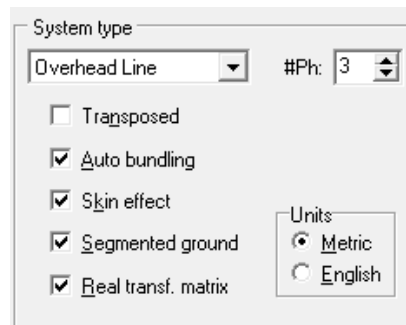 System type
Overhead Line #Ph: 3
Transposed
Auto bundling
Skin effect
Segmented ground
Real transf. matrix
Units
Metric
English